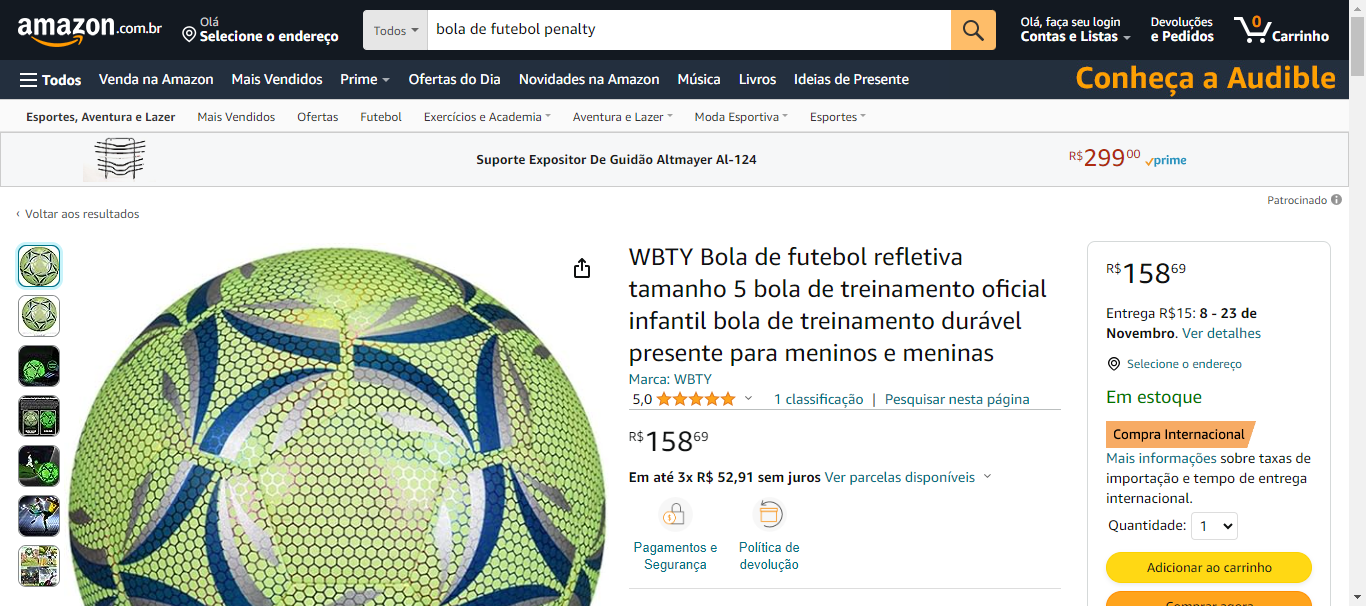 amazon.com.br
Olá
Selecione o endereço
Todos
bola de futebol penalty
Olá, faça seu login
Contas e Listas
Devoluções
e Pedidos
0
Carrinho
Todos
Venda na Amazon
Mais Vendidos
Prime
Ofertas do Dia
Novidades na Amazon
Música
Livros
Ideias de Presente
Conheça a Audible
Esportes, Aventura e Lazer
Mais Vendidos
Ofertas
Futebol
Exercícios e Academia
Aventura e Lazer
Moda Esportiva
Esportes
Suporte Expositor De Guidão Altmayer Al-124
R$29900 prime
Patrocinado
‹ Voltar aos resultados
WBTY Bola de futebol refletiva
tamanho 5 bola de treinamento oficial
infantil bola de treinamento durável
presente para meninos e meninas
Marca: WBTY
5,0
1 classificação | Pesquisar nesta página
R$15869
Em até 3x R$ 52,91 sem juros Ver parcelas disponíveis
Pagamentos e
Segurança
Política de
devolução
R$15869
Entrega R$15: 8 - 23 de
Novembro. Ver detalhes
Selecione o endereço
Em estoque
Compra Internacional
Mais informações sobre taxas de
importação e tempo de entrega
internacional.
Quantidade: 1
Adicionar ao carrinho
Comprar agora